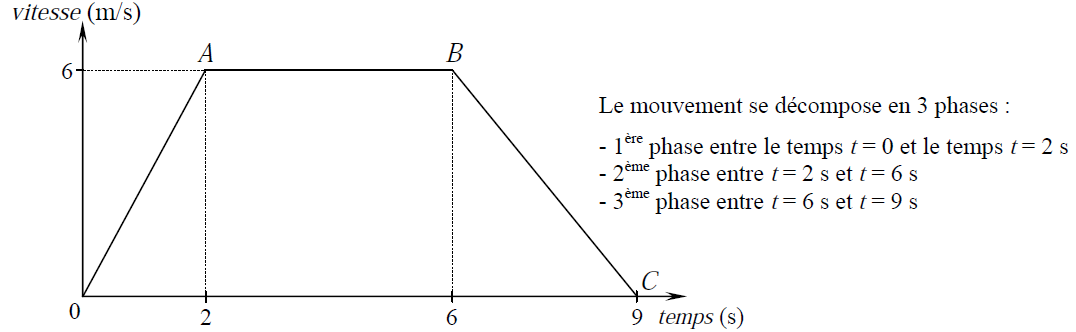 vitesse (m/s)
A
B
6
Le mouvement se décompose en 3 phases :
- 1ère phase entre le temps t = 0 et le temps t = 2 s
- 2ème phase entre t = 2 s et t = 6 s
- 3ème phase entre t = 6 s et t = 9 s
C
0
2
6
9
temps (s)